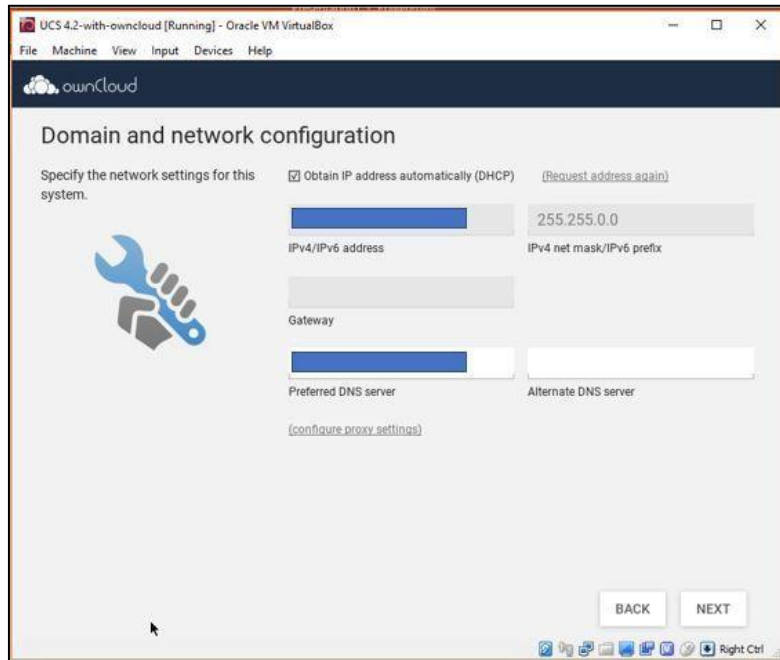 UCS 4.2-with-owncloud [Running] - Oracle VM VirtualBox
File Machine View Input Devices Help
ownCloud
Domain and network configuration
Specify the network settings for this
system.
Obtain IP address automatically (DHCP) (Request address again)
255.255.0.0
IPv4/IPv6 address IPv4 net mask/IPv6 prefix
Gateway
Preferred DNS server Alternate DNS server
(configure proxy settings)
BACK NEXT
Right Ctrl